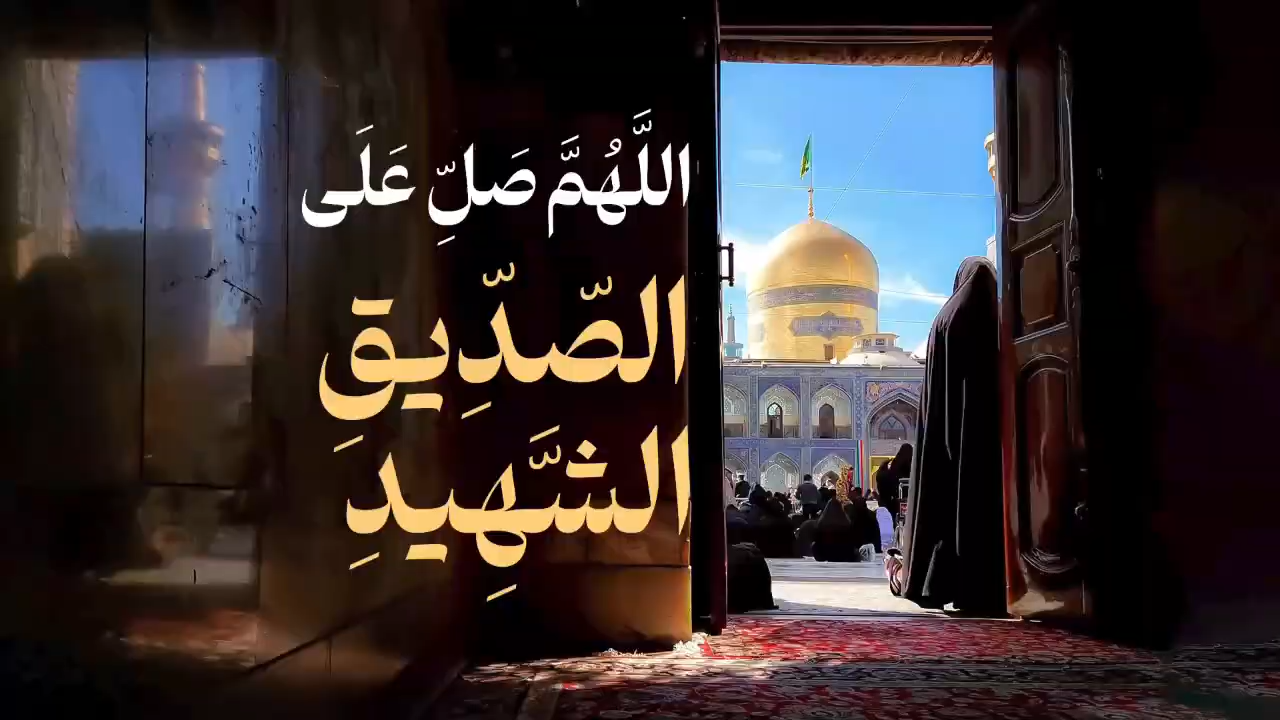 اللَّهُمَّ صَلِّ عَلَى
الصّدِّيقِ
الشَّهِيدِ